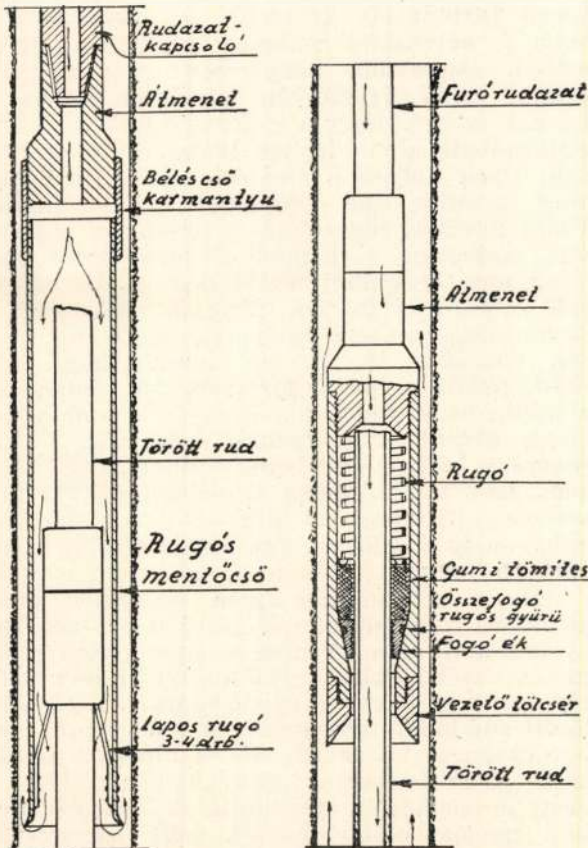 Rudazat-
kapcsoló
Átmenet
Béléscső
karmantyu
Törött rud
Rugós
mentőcső
Lapos rugó
3-4 drb.
Furórudazat
Átmenet
Rugó
Gumi tömites
Összefogó
rugós gyürü
Fogó ék
Vezető tölcsér
Törött rud